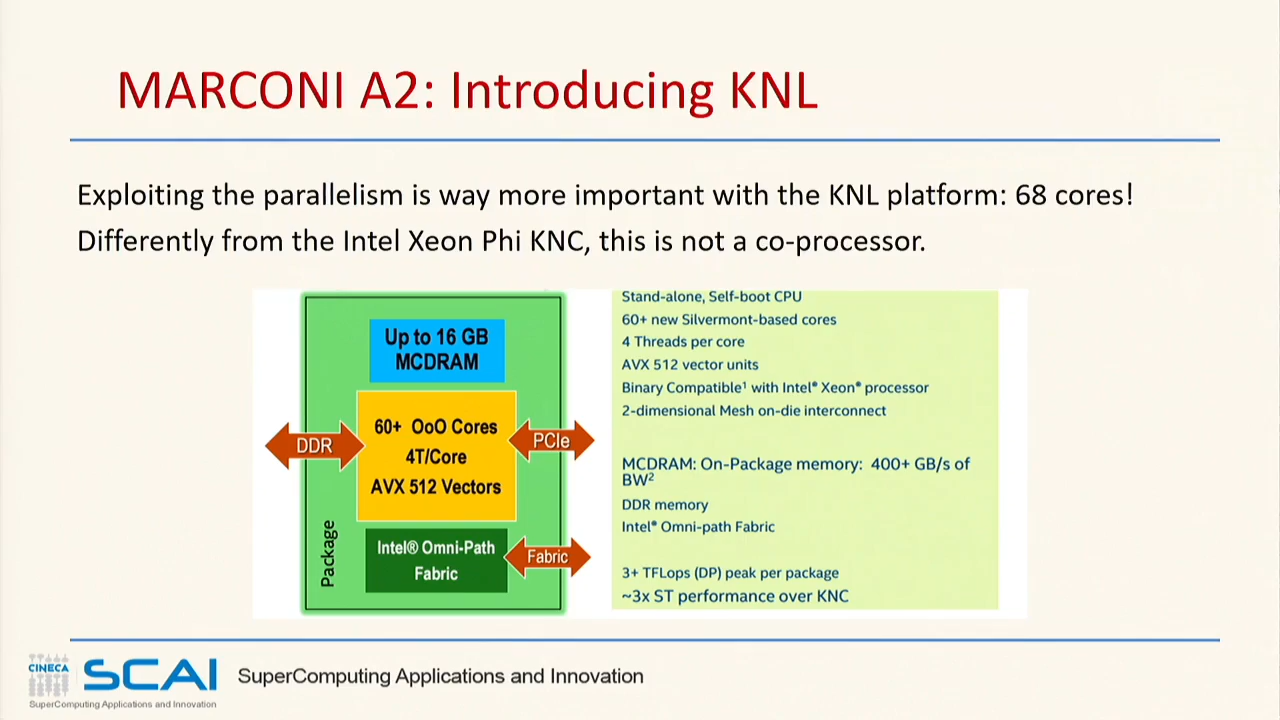 MARCONI A2: Introducing KNL
Exploiting the parallelism is way more important with the KNL platform: 68 cores!
Differently from the Intel Xeon Phi KNC, this is not a co-processor.
Up to 16 GB
MCDRAM
60+ OoO Cores
4T/Core
AVX 512 Vectors
DDR
PCIe
Package
Intel® Omni-Path
Fabric
Fabric
Stand-alone, Self-boot CPU
60+ new Silvermont-based cores
4 Threads per core
AVX 512 vector units
Binary Compatible¹ with Intel® Xeon® processor
2-dimensional Mesh on-die interconnect
MCDRAM: On-Package memory: 400+ GB/s of
BW²
DDR memory
Intel® Omni-path Fabric
3+ TFLops (DP) peak per package
~3x ST performance over KNC
CINECA
SCAI
SuperComputing Applications and Innovation
SuperComputing Applications and Innovation